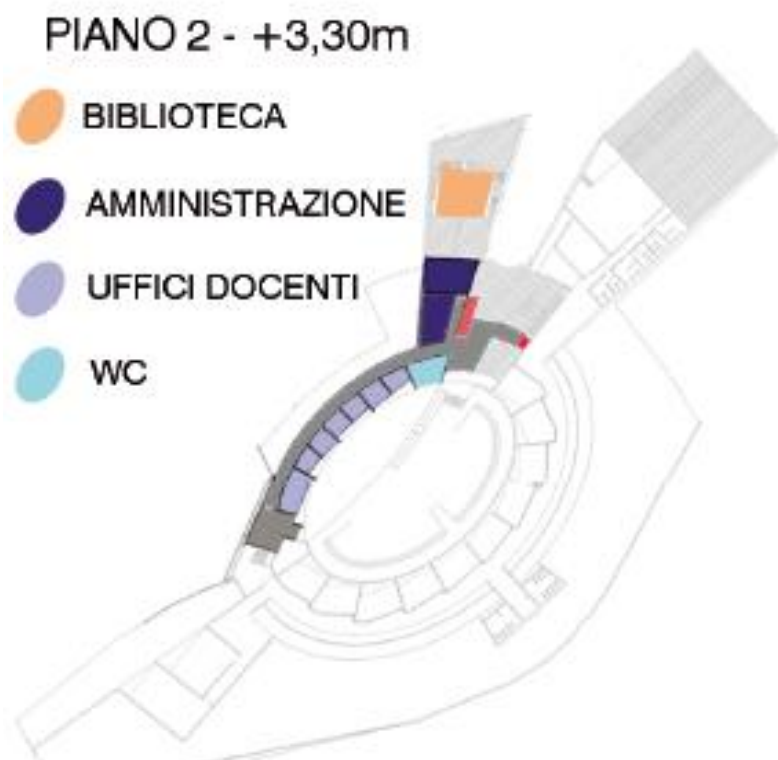 PIANO 2 - +3,30m
BIBLIOTECA
AMMINISTRAZIONE
UFFICI DOCENTI
WC